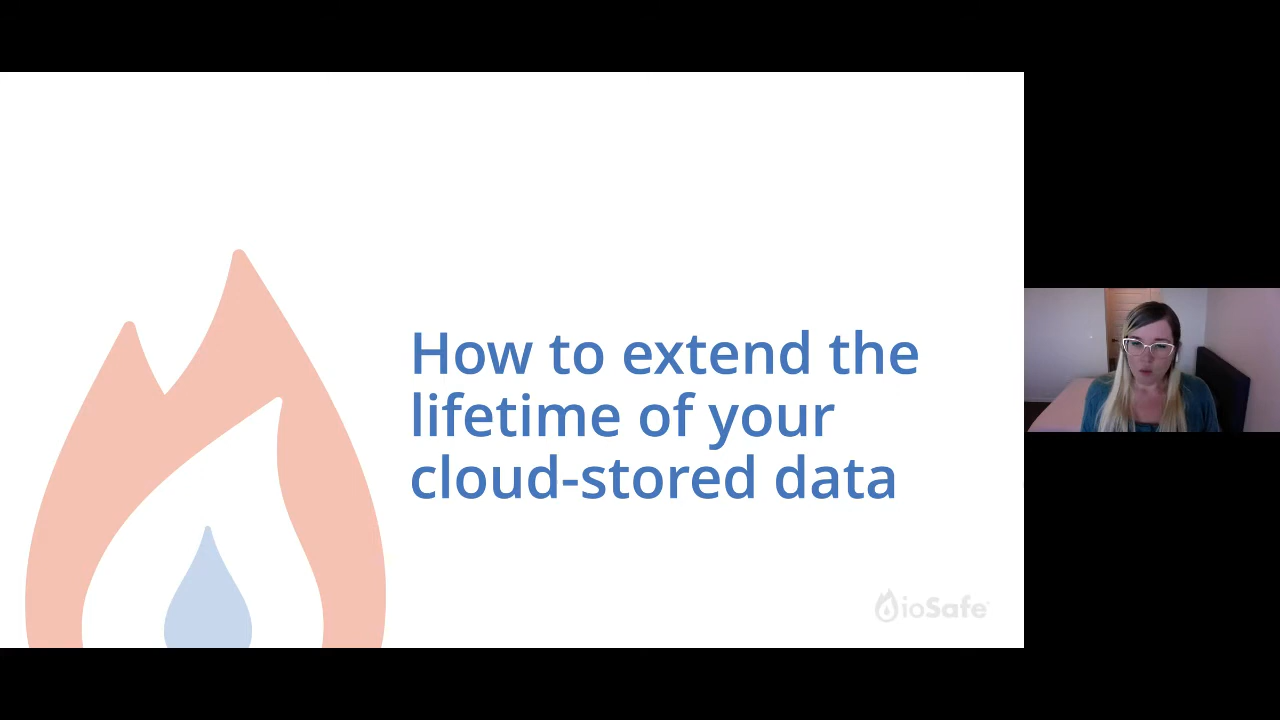 How to extend the
lifetime of your
cloud-stored data
ioSafe